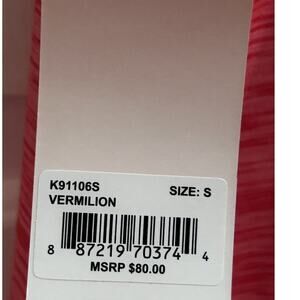 K91106S SIZE: S
VERMILION
8 87219 70374 4
MSRP $80.00